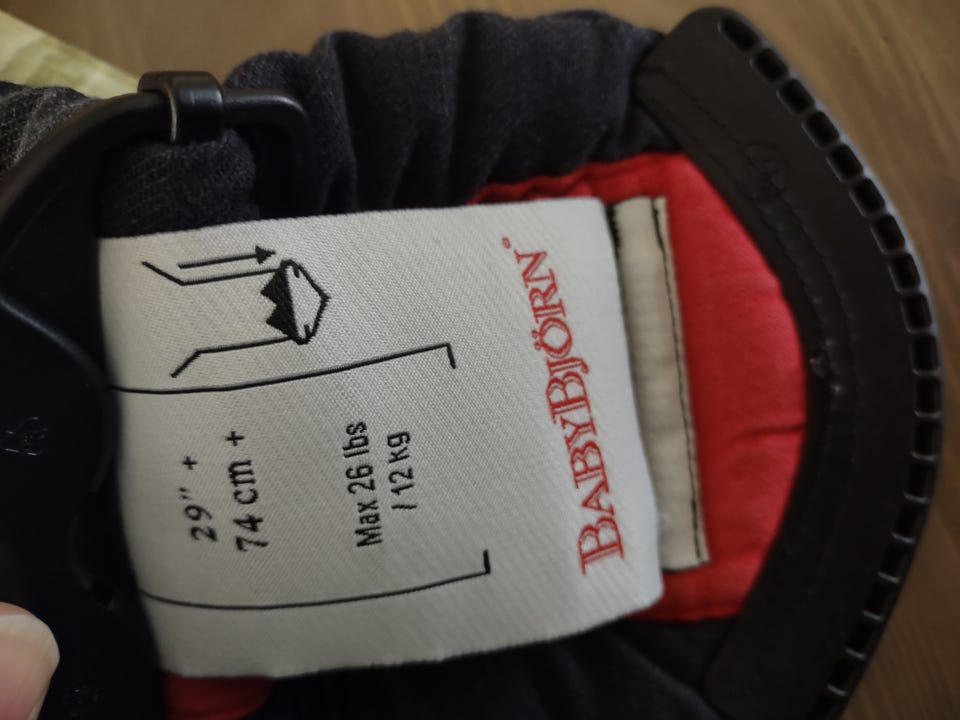 29" +
74 cm +
Max 26 lbs
/ 12 kg
BABYBJÖRN®